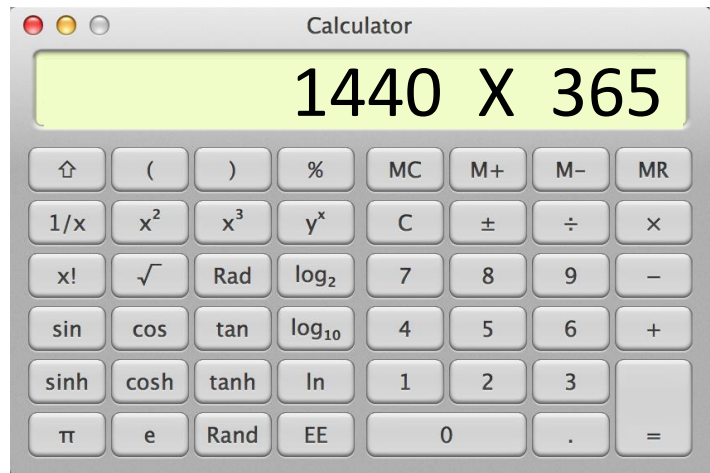 Calculator
1440 X 365
⇧ ( ) % MC M+ M− MR
1/x x² x³ yˣ C ± ÷ ×
x! √ Rad log₂ 7 8 9 −
sin cos tan log₁₀ 4 5 6 +
sinh cosh tanh ln 1 2 3
π e Rand EE 0 . =